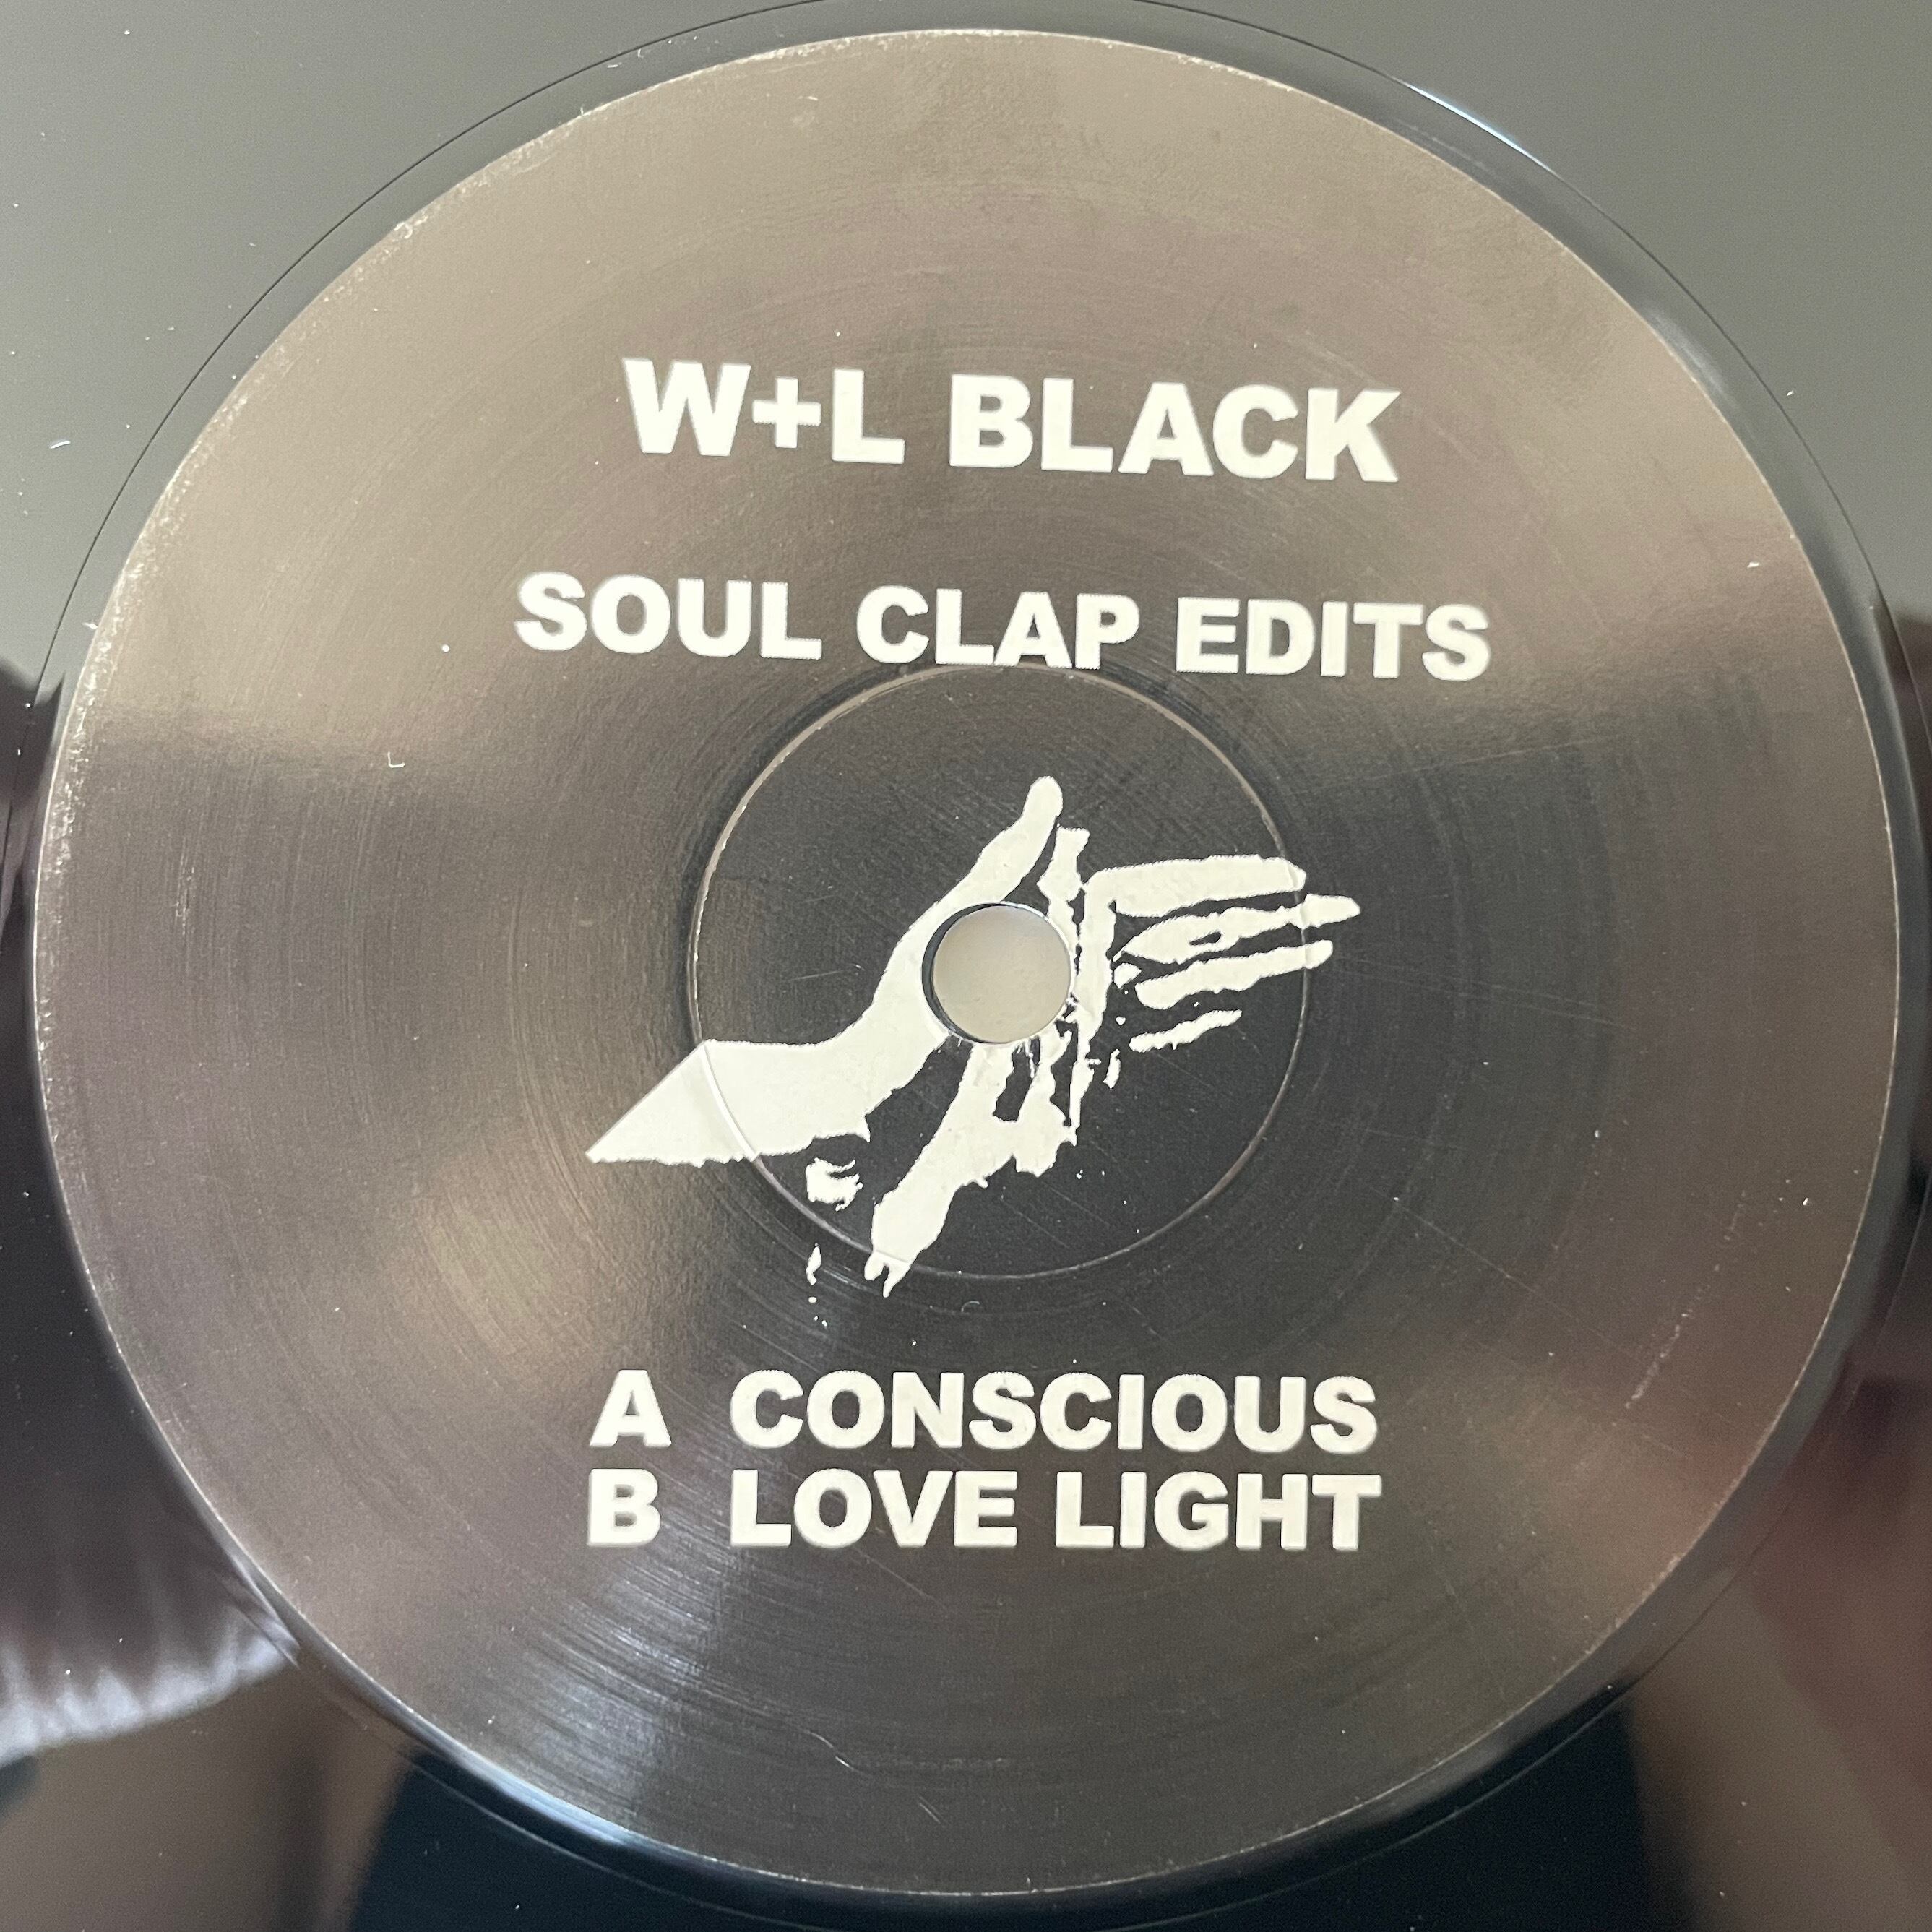 W+L BLACK
SOUL CLAP EDITS
A CONSCIOUS
B LOVE LIGHT